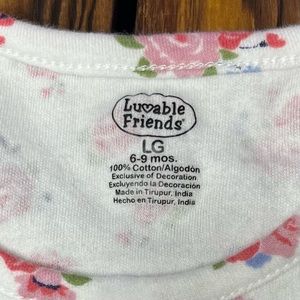 Luvable
Friends®
LG
6-9 mos.
100% Cotton/Algodón
Exclusive of Decoration
Excluyendo la Decoración
Made in Tirupur, India
Hecho en Tirupur, India